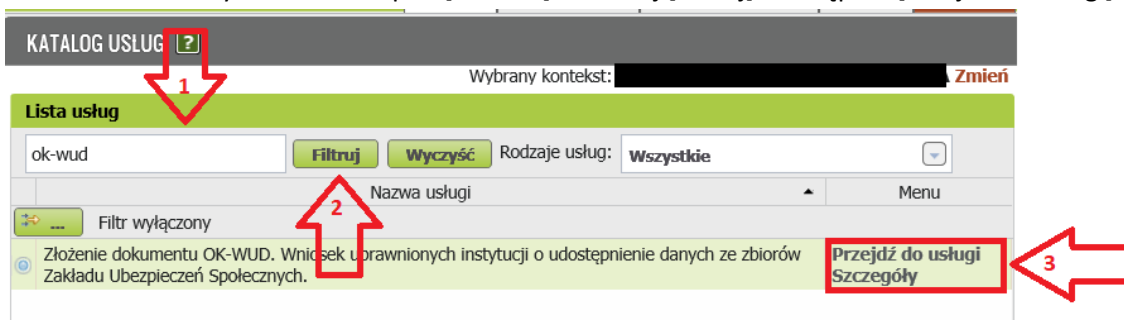 KATALOG USŁUG ?
1
Wybrany kontekst: Zmień
Lista usług
ok-wud Filtruj Wyczyść Rodzaje usług: Wszystkie
2
Nazwa usługi Menu
... Filtr wyłączony
Złożenie dokumentu OK-WUD. Wniosek uprawnionych instytucji o udostępnienie danych ze zbiorów
Zakładu Ubezpieczeń Społecznych.
Przejdź do usługi
Szczegóły
3